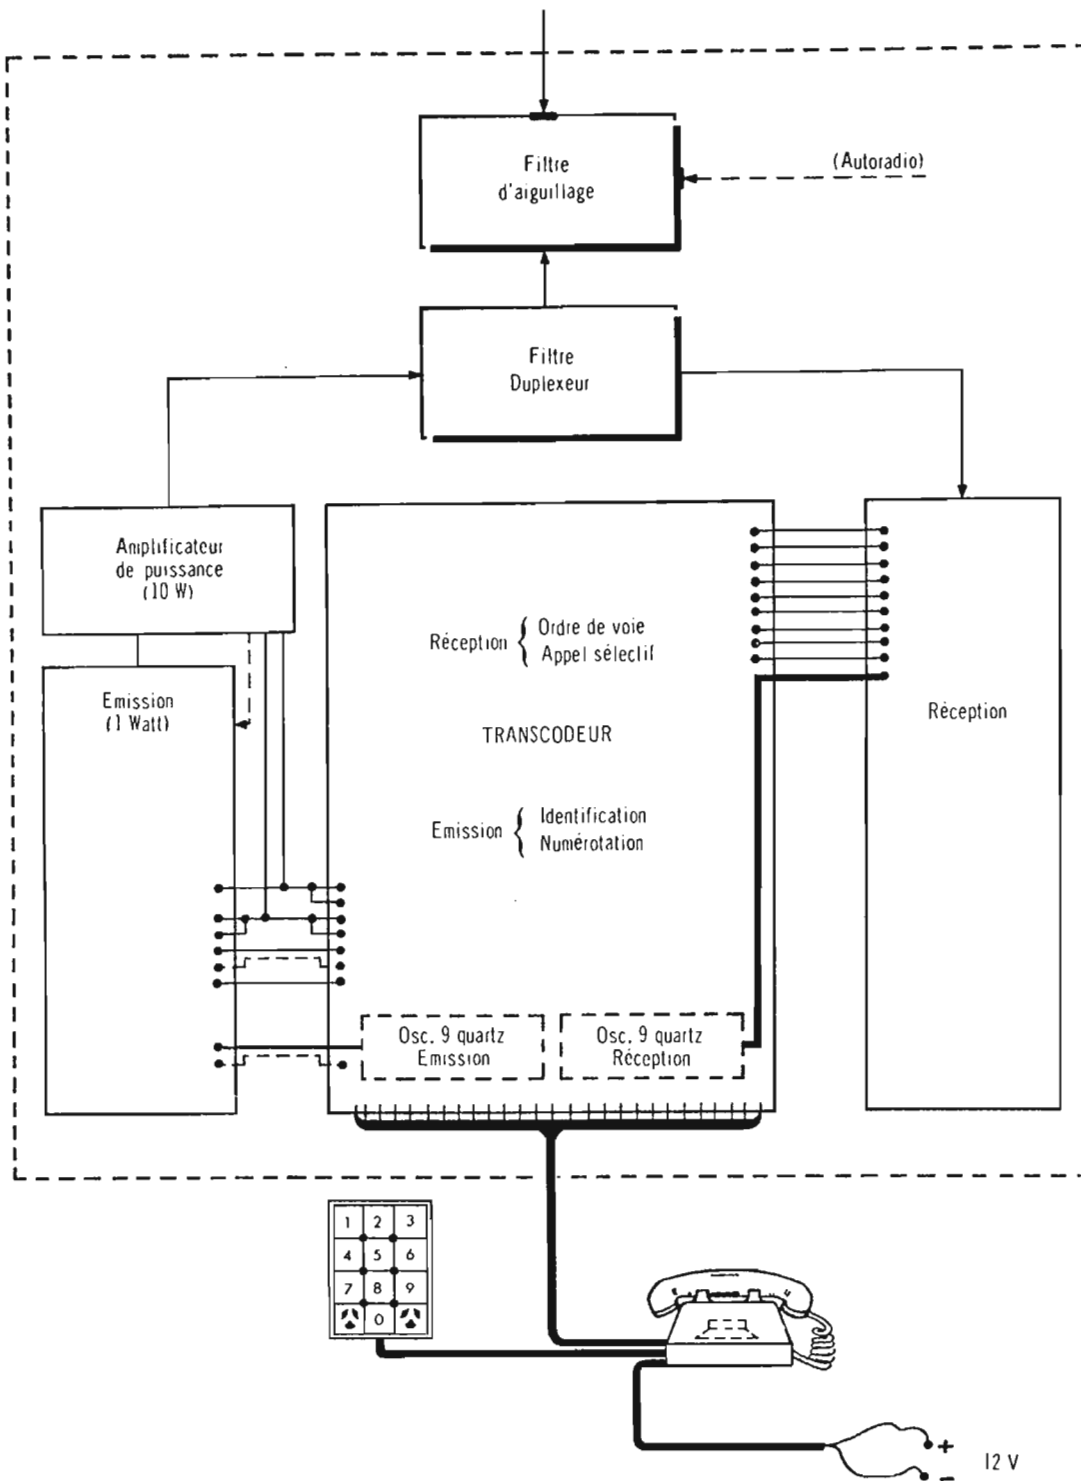 Filtre
d'aiguillage
(Autoradio)
Filtre
Duplexeur
Amplificateur
de puissance
(10 W)
Emission
(1 Watt)
Réception { Ordre de voie
Appel sélectif
TRANSCODEUR
Emission { Identification
Numérotation
Réception
Osc. 9 quartz
Emission
Osc. 9 quartz
Réception
1 2 3
4 5 6
7 8 9
0
+
12 V
−